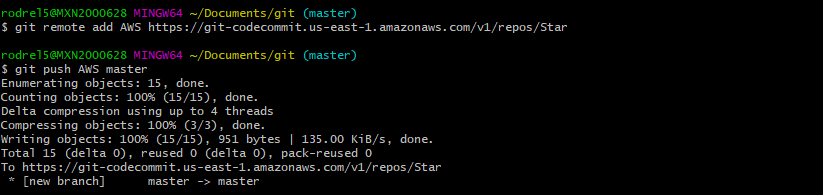 rodrel5@MXN2000628 MINGW64 ~/Documents/git (master)
$ git remote add AWS https://git-codecommit.us-east-1.amazonaws.com/v1/repos/Star
rodrel5@MXN2000628 MINGW64 ~/Documents/git (master)
$ git push AWS master
Enumerating objects: 15, done.
Counting objects: 100% (15/15), done.
Delta compression using up to 4 threads
Compressing objects: 100% (3/3), done.
Writing objects: 100% (15/15), 951 bytes | 135.00 KiB/s, done.
Total 15 (delta 0), reused 0 (delta 0), pack-reused 0
To https://git-codecommit.us-east-1.amazonaws.com/v1/repos/Star
 * [new branch]      master -> master